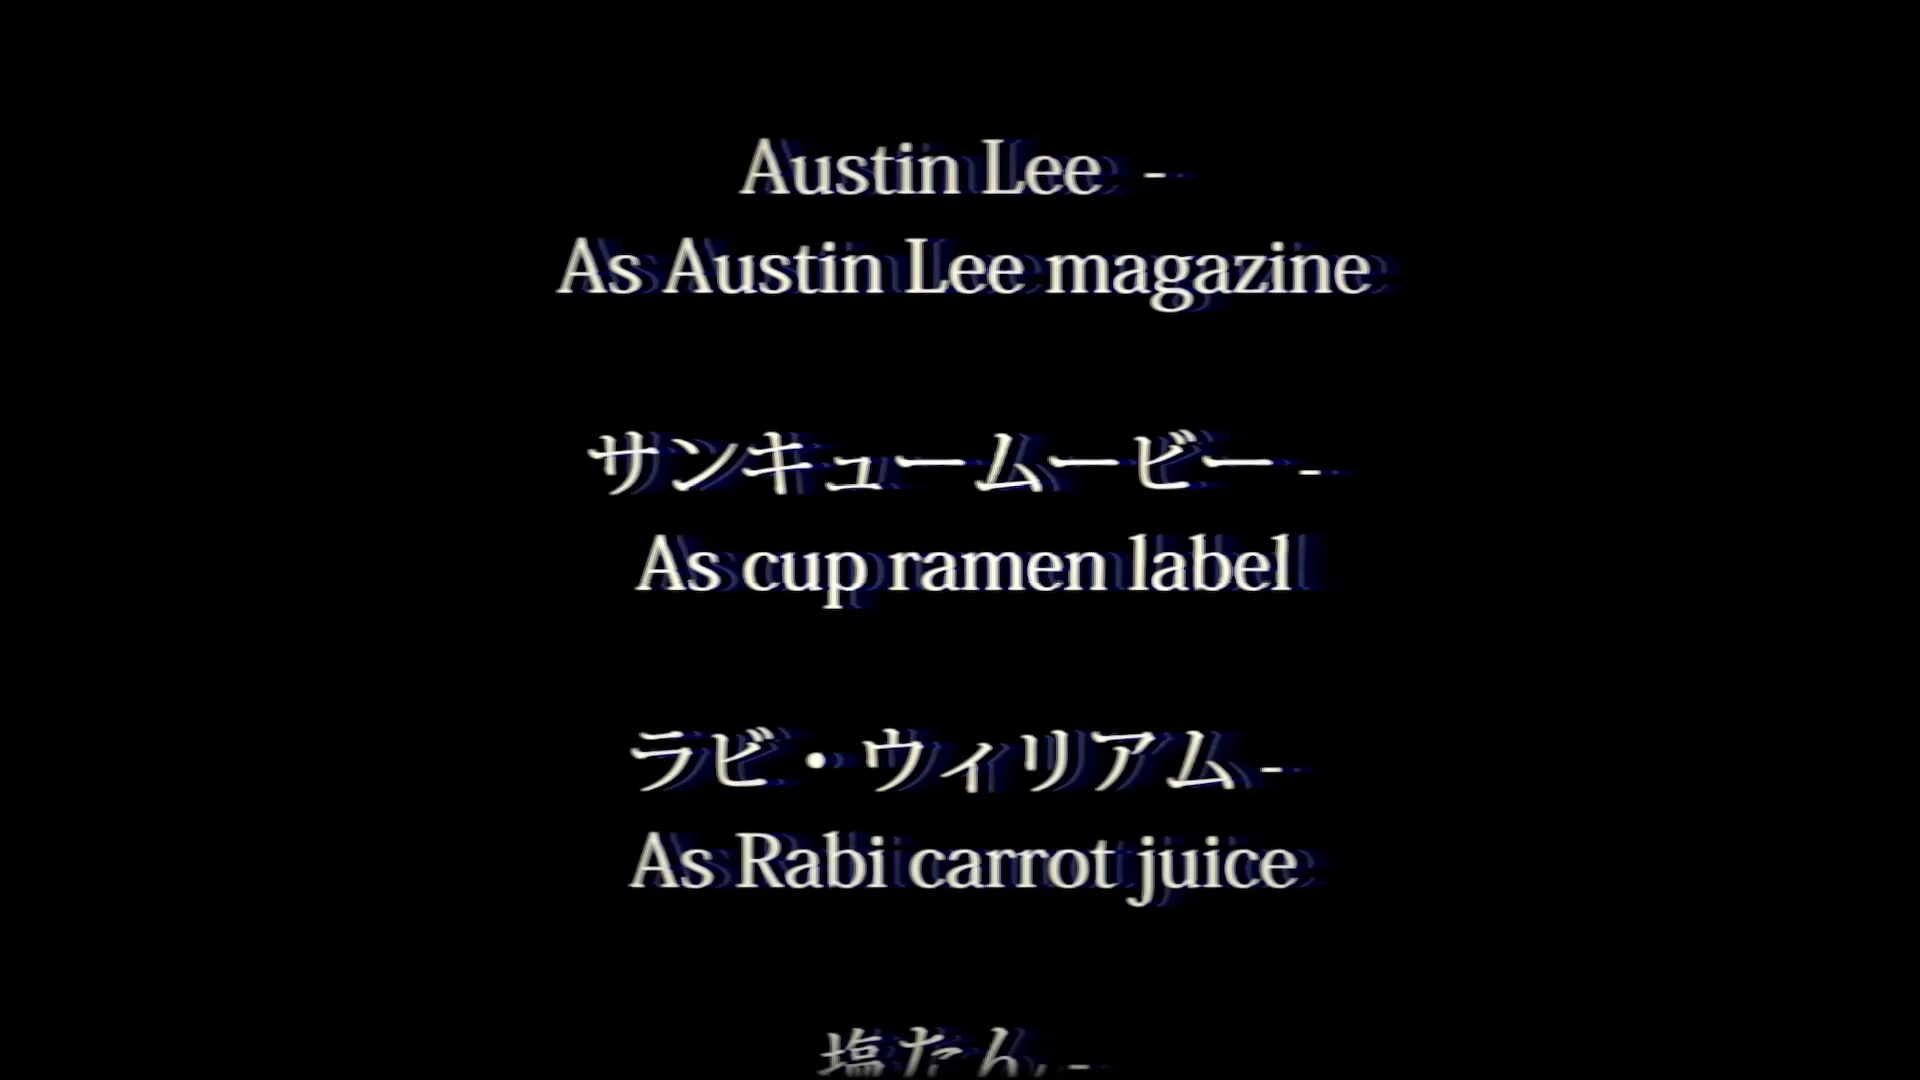 Austin Lee -
As Austin Lee magazine
サンキュームービー -
As cup ramen label
ラビ・ウィリアム -
As Rabi carrot juice
塩たん -